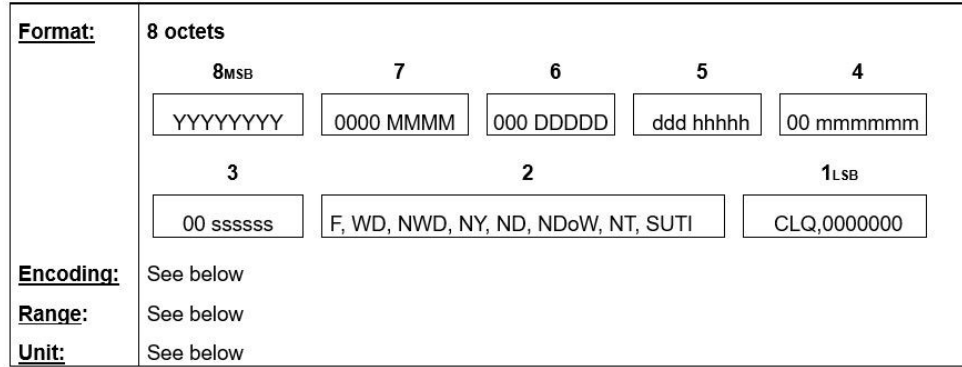 Format: 8 octets
8MSB 7 6 5 4
YYYYYYYY 0000 MMMM 000 DDDDD ddd hhhhh 00 mmmmmm
3 2 1LSB
00 ssssss F, WD, NWD, NY, ND, NDoW, NT, SUTI CLQ,0000000
Encoding: See below
Range: See below
Unit: See below